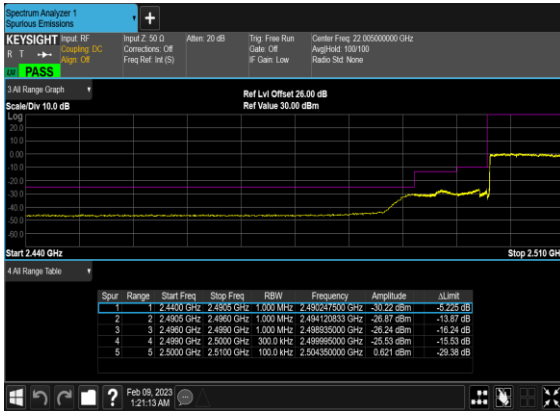 Spectrum Analyzer 1
Spurious Emissions
+
KEYSIGHT Input: RF Input Z: 50 Ω Atten: 20 dB Trig: Free Run Center Freq: 22.005000000 GHz
R T Coupling: DC Corrections: Off Gate: Off Avg|Hold: 100/100
Align: Off Freq Ref: Int (S) IF Gain: Low Radio Std: None
PASS
3 All Range Graph
Scale/Div 10.0 dB Ref Lvl Offset 26.00 dB
Ref Value 30.00 dBm
Log
20.0
10.0
0.00
-10.0
-20.0
-30.0
-40.0
-50.0
-60.0
Start 2.440 GHz Stop 2.510 GH
4 All Range Table
Spur Range Start Freq Stop Freq RBW Frequency Amplitude ΔLimit
1 1 2.4400 GHz 2.4905 GHz 1.000 MHz 2.490247500 GHz -30.22 dBm -5.225 dB
2 2 2.4905 GHz 2.4960 GHz 1.000 MHz 2.494120833 GHz -26.87 dBm -13.87 dB
3 3 2.4960 GHz 2.4990 GHz 1.000 MHz 2.498935000 GHz -26.24 dBm -16.24 dB
4 4 2.4990 GHz 2.5000 GHz 300.0 kHz 2.499995000 GHz -25.53 dBm -15.53 dB
5 5 2.5000 GHz 2.5100 GHz 100.0 kHz 2.504350000 GHz 0.621 dBm -29.38 dB
? Feb 09, 2023
1:21:13 AM